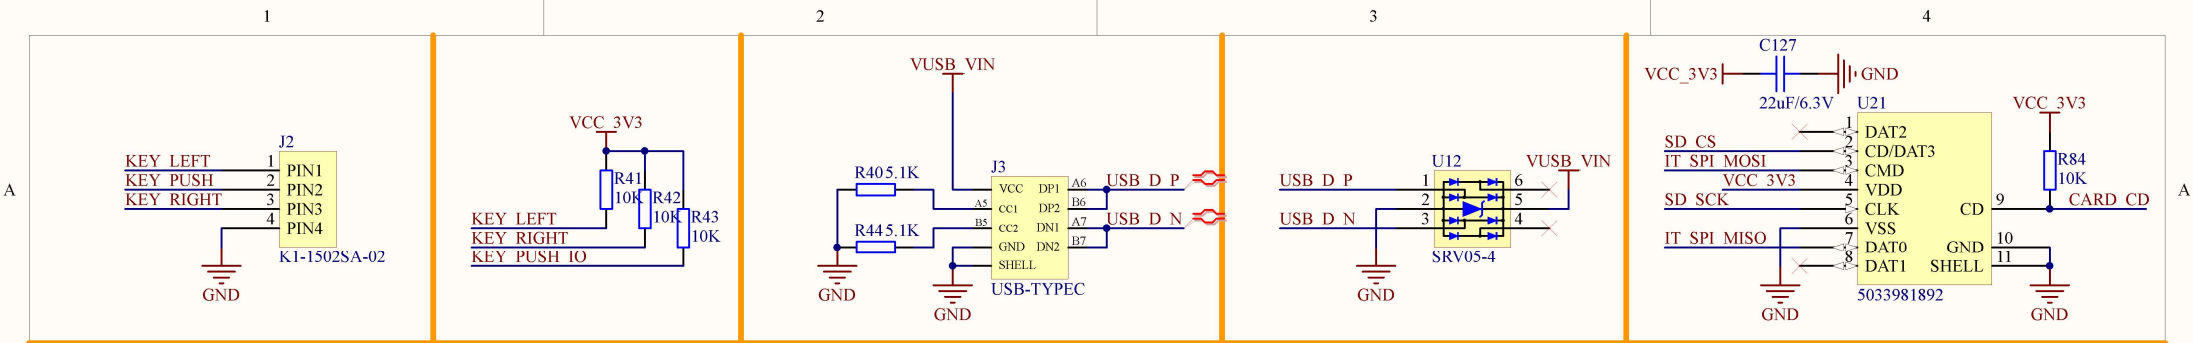 1 2 3 4
A
J2
KEY_LEFT 1 PIN1
KEY_PUSH 2 PIN2
KEY_RIGHT 3 PIN3
4 PIN4
K1-1502SA-02
GND
VCC_3V3
R41
10K
R42
10K
R43
10K
KEY_LEFT
KEY_RIGHT
KEY_PUSH_IO
VUSB_VIN
J3
R40 5.1K
R44 5.1K
VCC DP1 A6 USB_D_P
A5 CC1 DP2 B6
B5 CC2 DN1 A7 USB_D_N
GND DN2 B7
SHELL
USB-TYPEC
GND
GND
U12
VUSB_VIN
USB_D_P 1 6
2 5
USB_D_N 3 4
SRV05-4
GND
C127
VCC_3V3 GND
22uF/6.3V
U21
VCC_3V3
R84
10K
1 DAT2
SD_CS 2 CD/DAT3
IT_SPI_MOSI 3 CMD
VCC_3V3 4 VDD
SD_SCK 5 CLK CD 9 CARD_CD
6 VSS
IT_SPI_MISO 7 DAT0 GND 10
8 DAT1 SHELL 11
5033981892
GND
GND
A